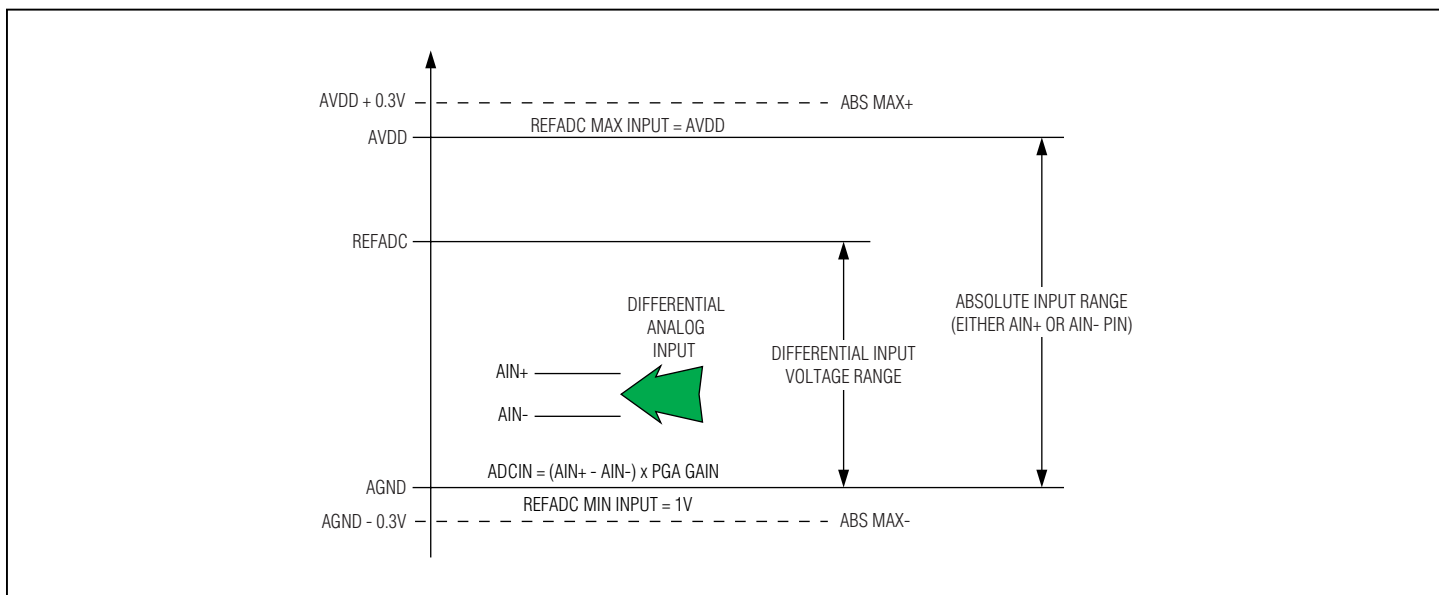 AVDD + 0.3V
ABS MAX+
REFADC MAX INPUT = AVDD
AVDD
REFADC
DIFFERENTIAL
ANALOG
INPUT
ABSOLUTE INPUT RANGE
(EITHER AIN+ OR AIN- PIN)
DIFFERENTIAL INPUT
VOLTAGE RANGE
AIN+
AIN-
ADCIN = (AIN+ - AIN-) x PGA GAIN
AGND
REFADC MIN INPUT = 1V
AGND - 0.3V
ABS MAX-